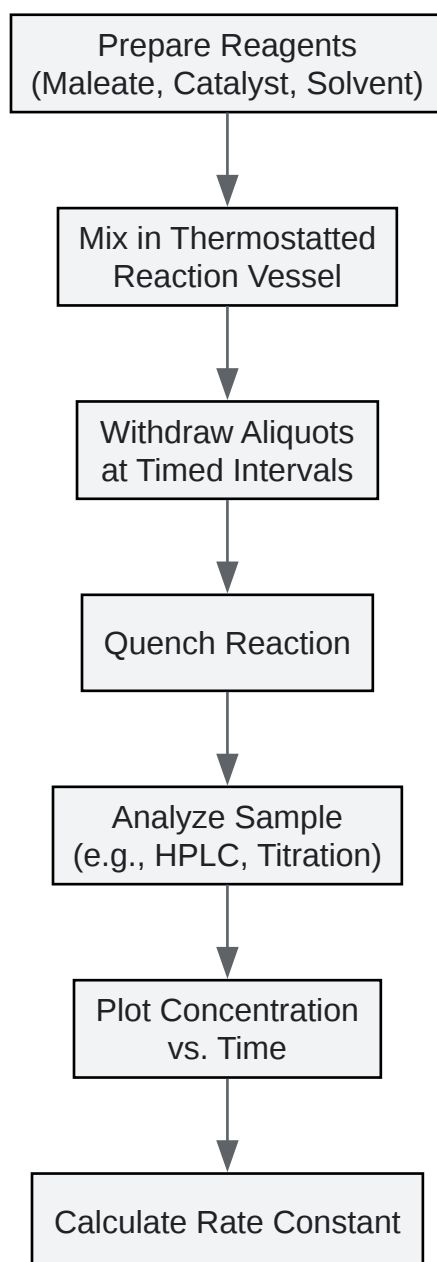 Prepare Reagents
(Maleate, Catalyst, Solvent)
Mix in Thermostatted
Reaction Vessel
Withdraw Aliquots
at Timed Intervals
Quench Reaction
Analyze Sample
(e.g., HPLC, Titration)
Plot Concentration
vs. Time
Calculate Rate Constant